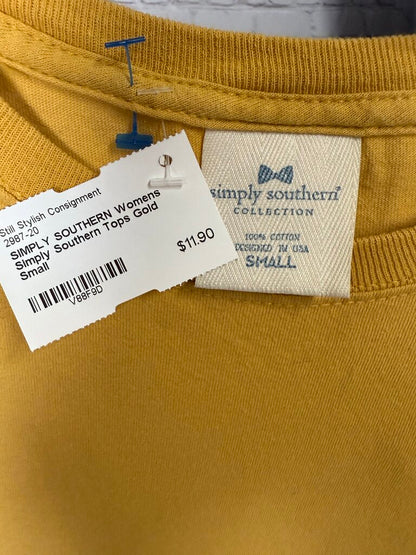 Still Stylish Consignment
2987-20
SIMPLY SOUTHERN Womens
Simply Southern Tops Gold
Small
$11.90
V88F9D
simply southern®
COLLECTION
100% COTTON
DESIGNED IN USA
SMALL